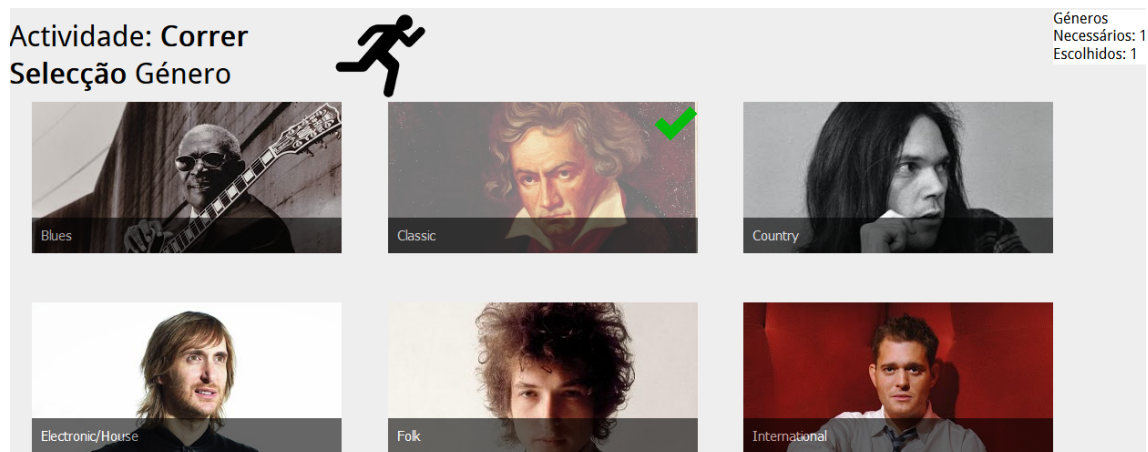 Actividade: Correr
Selecção Género
Géneros
Necessários: 1
Escolhidos: 1
Blues
Classic
Country
Electronic/House
Folk
International